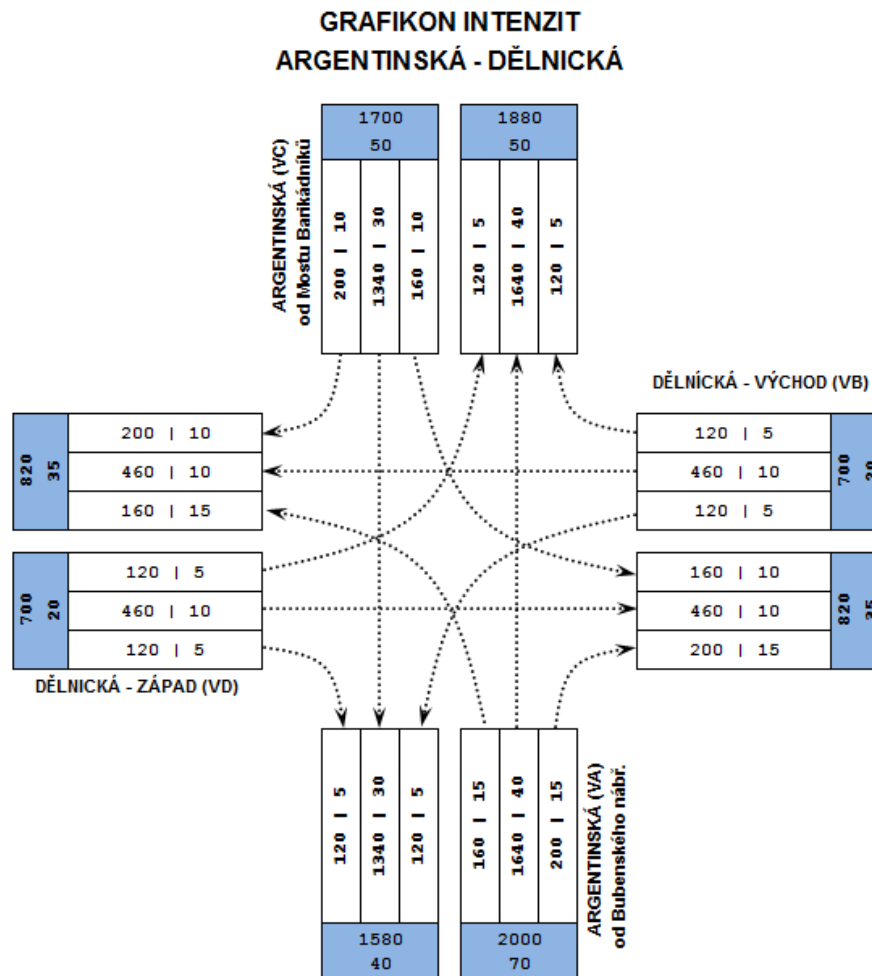 GRAFIKON INTENZIT
ARGENTINSKÁ - DĚLNICKÁ
1700
50
1880
50
ARGENTINSKÁ (VC)
od Mostu Barikádníků
200 | 10
1340 | 30
160 | 10
120 | 5
1640 | 40
120 | 5
DĚLNÍCKÁ - VÝCHOD (VB)
820
35
200 | 10
460 | 10
160 | 15
120 | 5
460 | 10
120 | 5
700
20
700
20
120 | 5
460 | 10
120 | 5
160 | 10
460 | 10
200 | 15
820
35
DĚLNICKÁ - ZÁPAD (VD)
120 | 5
1340 | 30
120 | 5
160 | 15
1640 | 40
200 | 15
ARGENTINSKÁ (VA)
od Bubenského nábř.
1580
40
2000
70